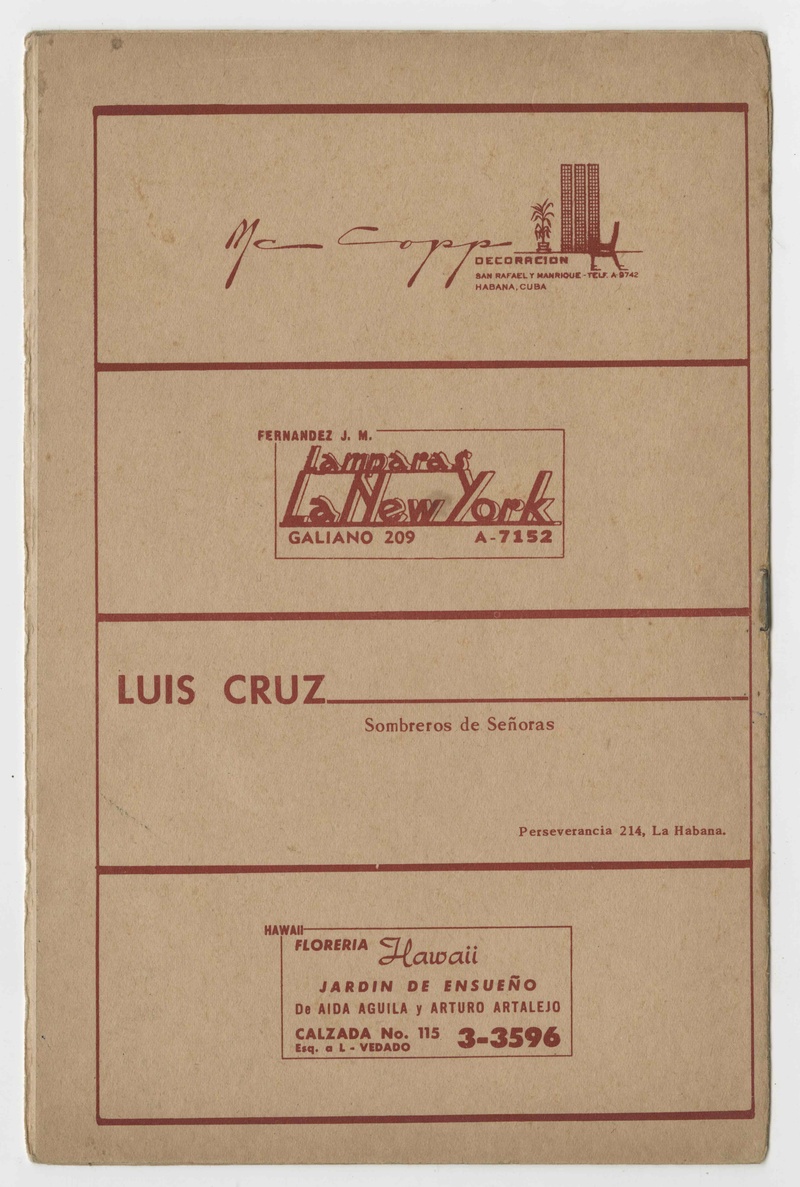 Mc Copp
DECORACION
SAN RAFAEL Y MANRIQUE - TELF. A-9742
HABANA, CUBA
FERNANDEZ J. M.
Lamparas
La New York
GALIANO 209 A-7152
LUIS CRUZ
Sombreros de Señoras
Perseverancia 214, La Habana.
HAWAII
FLORERIA Hawaii
JARDIN DE ENSUEÑO
De AIDA AGUILA y ARTURO ARTALEJO
CALZADA No. 115 3-3596
Esq. a L - VEDADO